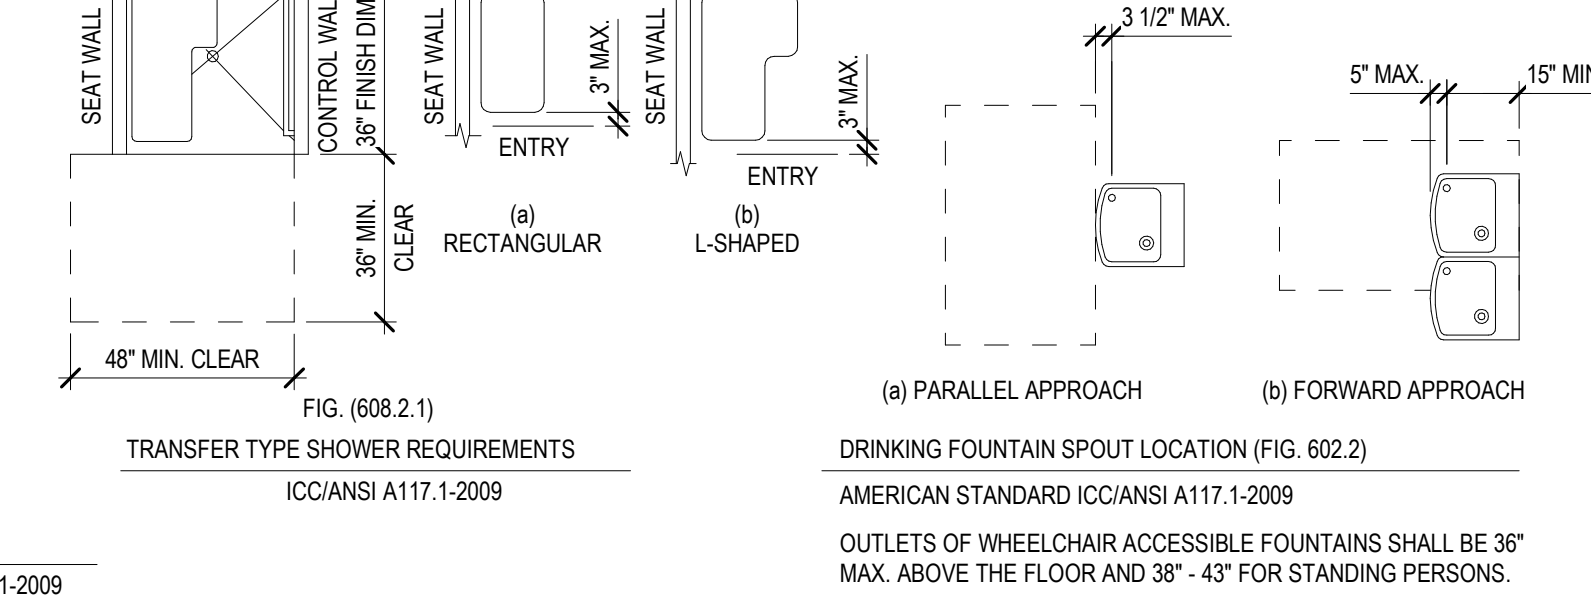 SEAT WALL
CONTROL WAL
36" FINISH DIM
36" MIN.
CLEAR
48" MIN. CLEAR
FIG. (608.2.1)
TRANSFER TYPE SHOWER REQUIREMENTS
ICC/ANSI A117.1-2009
SEAT WALL
3" MAX.
ENTRY
(a)
RECTANGULAR
SEAT WALL
3" MAX.
ENTRY
(b)
L-SHAPED
3 1/2" MAX.
(a) PARALLEL APPROACH
5" MAX.
15" MIN
(b) FORWARD APPROACH
DRINKING FOUNTAIN SPOUT LOCATION (FIG. 602.2)
AMERICAN STANDARD ICC/ANSI A117.1-2009
OUTLETS OF WHEELCHAIR ACCESSIBLE FOUNTAINS SHALL BE 36"
MAX. ABOVE THE FLOOR AND 38" - 43" FOR STANDING PERSONS.
1-2009